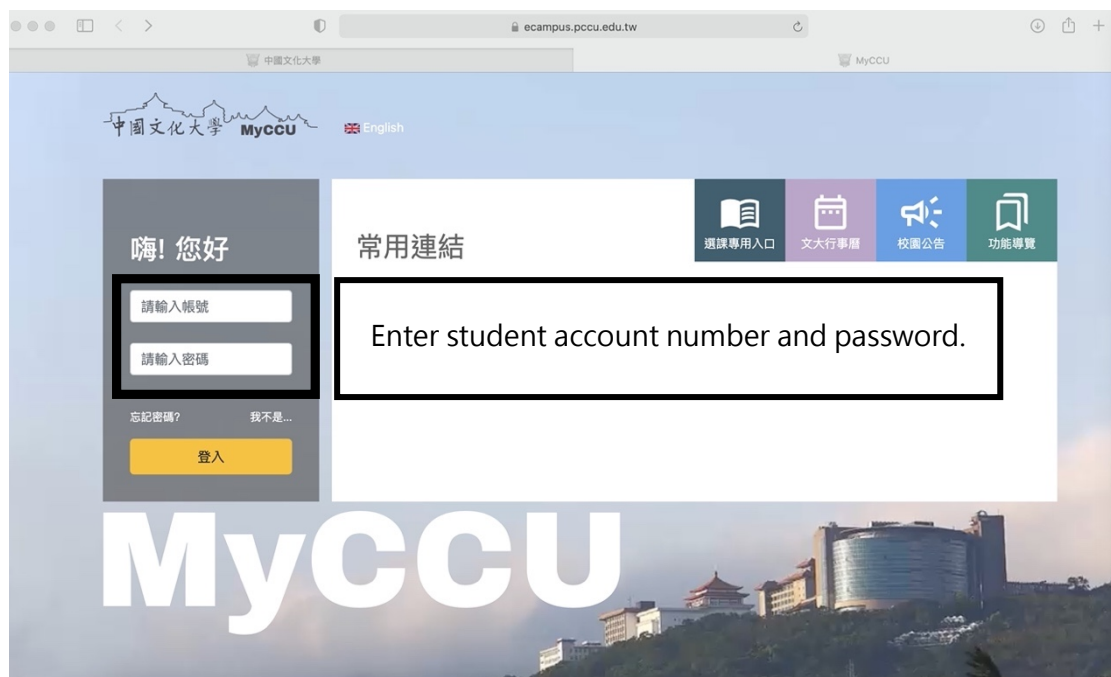 ecampus.pccu.edu.tw
中國文化大學
MyCCU
中國文化大學 MyCCU
English
嗨! 您好
常用連結
選課專用入口
文大行事曆
校園公告
功能導覽
請輸入帳號
請輸入密碼
Enter student account number and password.
忘記密碼?
我不是...
登入
MyCCU